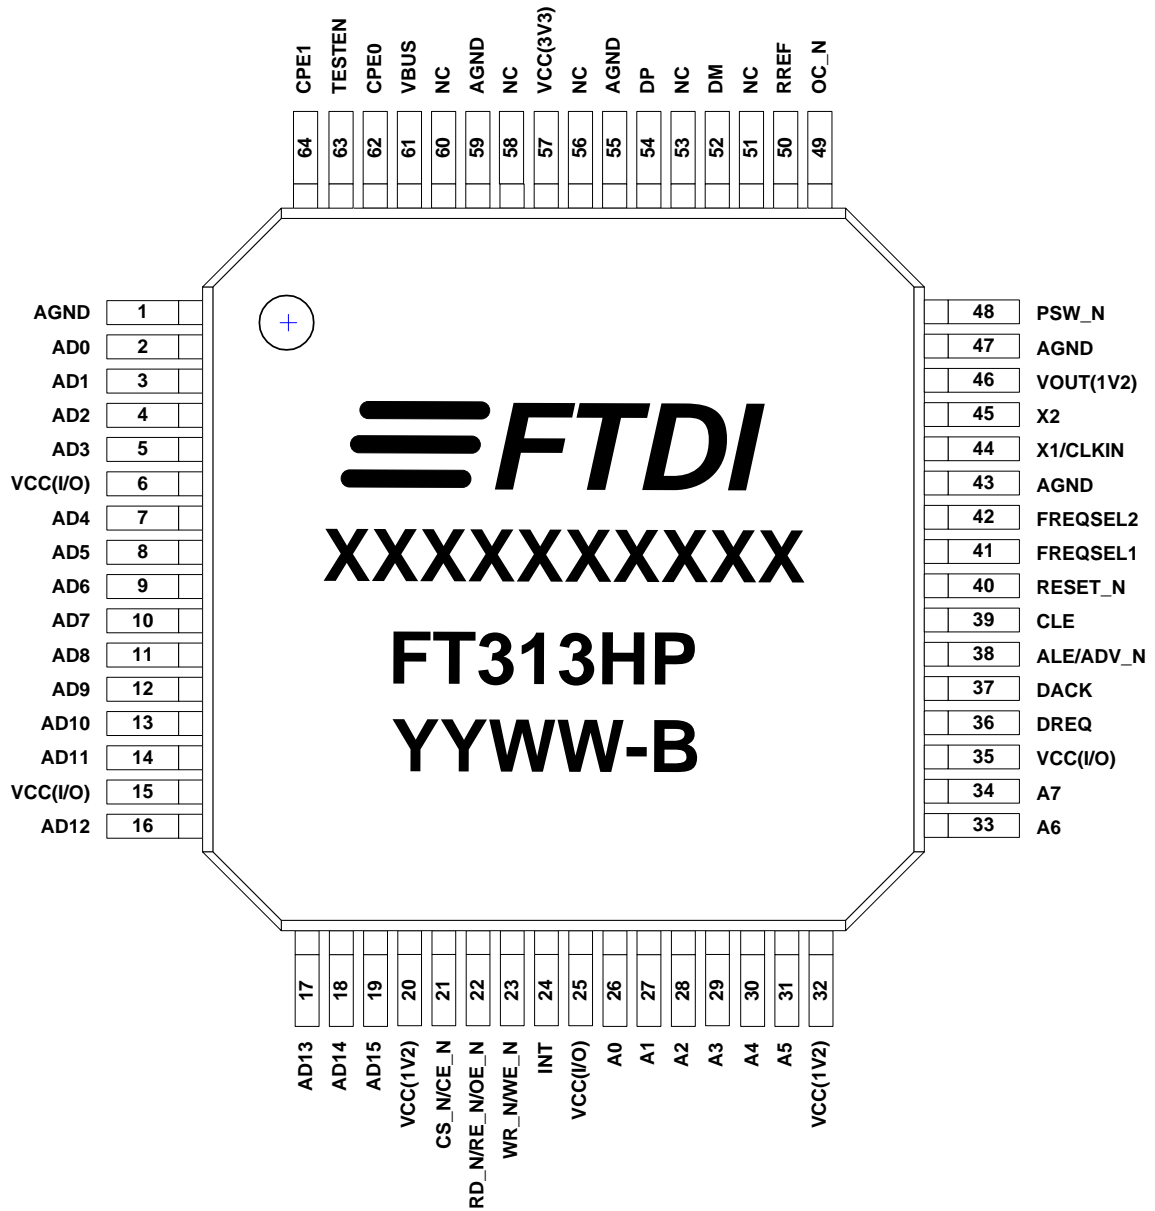 CPE1 TESTEN CPE0 VBUS NC AGND NC VCC(3V3) NC AGND DP NC DM NC RREF OC_N
64 63 62 61 60 59 58 57 56 55 54 53 52 51 50 49
AGND 1
AD0 2
AD1 3
AD2 4
AD3 5
VCC(I/O) 6
AD4 7
AD5 8
AD6 9
AD7 10
AD8 11
AD9 12
AD10 13
AD11 14
VCC(I/O) 15
AD12 16
FTDI
XXXXXXXXXX
FT313HP
YYWW-B
48 PSW_N
47 AGND
46 VOUT(1V2)
45 X2
44 X1/CLKIN
43 AGND
42 FREQSEL2
41 FREQSEL1
40 RESET_N
39 CLE
38 ALE/ADV_N
37 DACK
36 DREQ
35 VCC(I/O)
34 A7
33 A6
17 18 19 20 21 22 23 24 25 26 27 28 29 30 31 32
AD13 AD14 AD15 VCC(1V2) CS_N/CE_N RD_N/RE_N/OE_N WR_N/WE_N INT VCC(I/O) A0 A1 A2 A3 A4 A5 VCC(1V2)